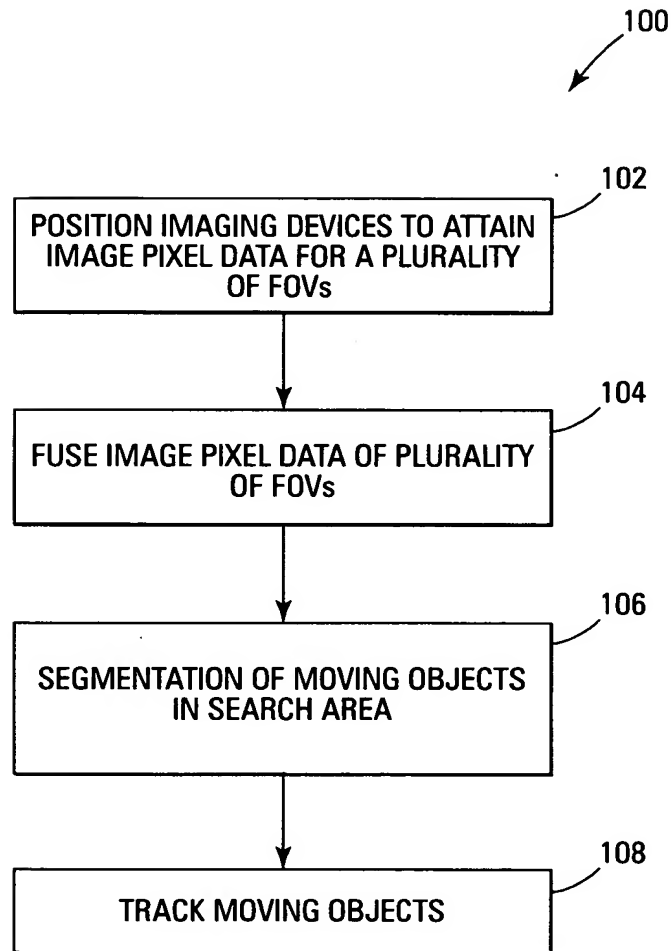 100
102
POSITION IMAGING DEVICES TO ATTAIN
IMAGE PIXEL DATA FOR A PLURALITY
OF FOVs
104
FUSE IMAGE PIXEL DATA OF PLURALITY
OF FOVs
106
SEGMENTATION OF MOVING OBJECTS
IN SEARCH AREA
108
TRACK MOVING OBJECTS